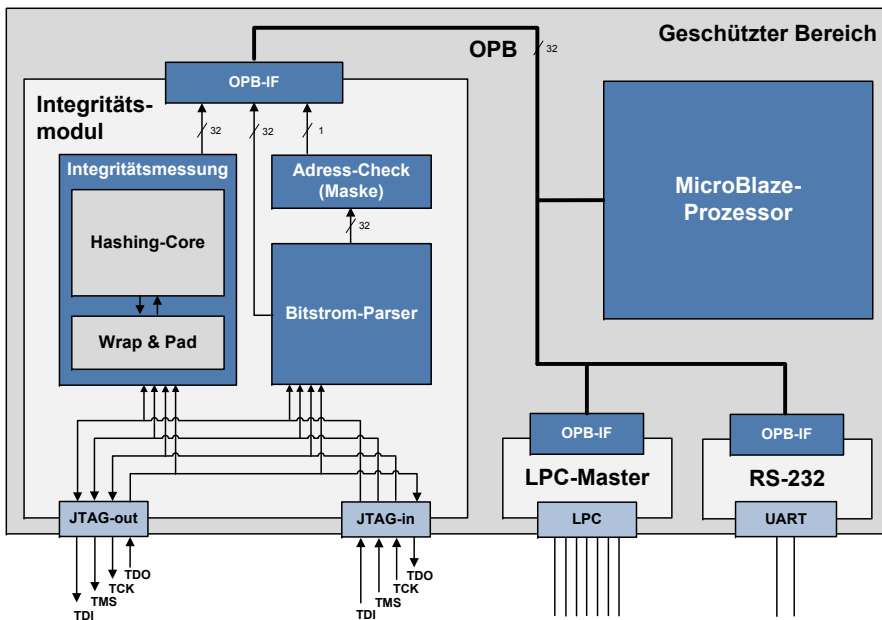 Geschützter Bereich
OPB
32
OPB-IF
Integritäts-
modul
32
32
1
Integritätsmessung
Adress-Check
(Maske)
MicroBlaze-
Prozessor
Hashing-Core
32
Bitstrom-Parser
Wrap & Pad
OPB-IF
OPB-IF
LPC-Master
RS-232
JTAG-out
JTAG-in
LPC
UART
TDO
TCK
TMS
TDI
TDO
TCK
TMS
TDI